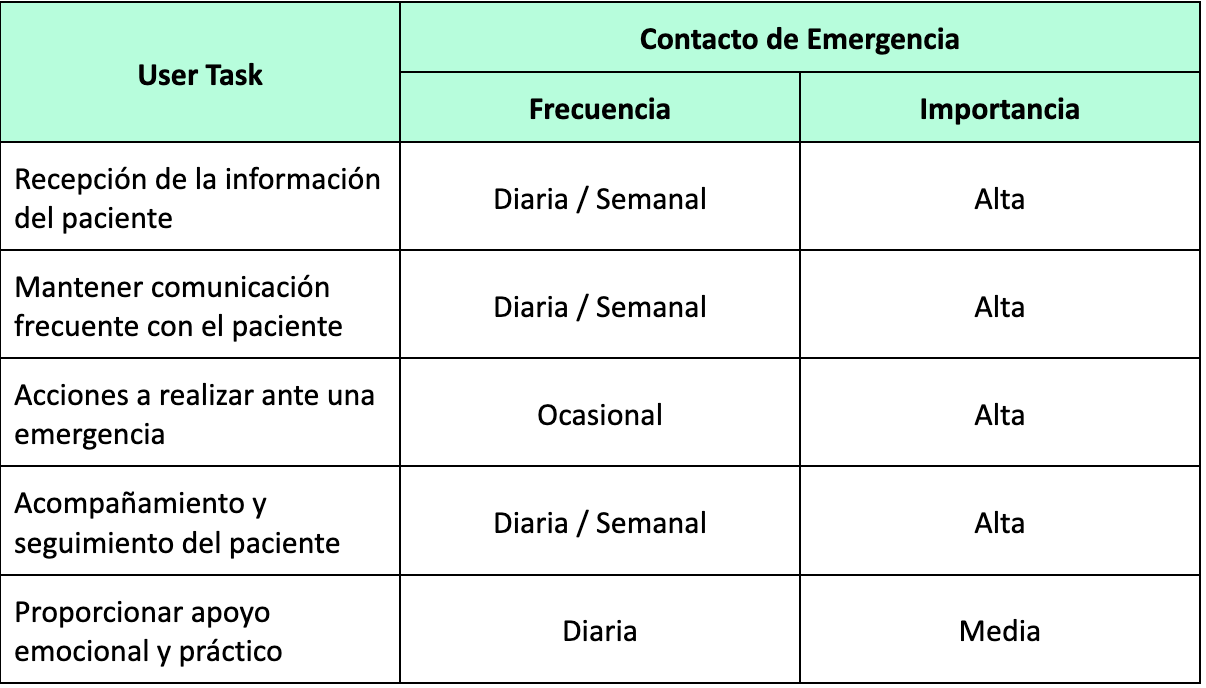 User Task
Contacto de Emergencia
Frecuencia
Importancia
Recepción de la información
del paciente
Diaria / Semanal
Alta
Mantener comunicación
frecuente con el paciente
Diaria / Semanal
Alta
Acciones a realizar ante una
emergencia
Ocasional
Alta
Acompañamiento y
seguimiento del paciente
Diaria / Semanal
Alta
Proporcionar apoyo
emocional y práctico
Diaria
Media